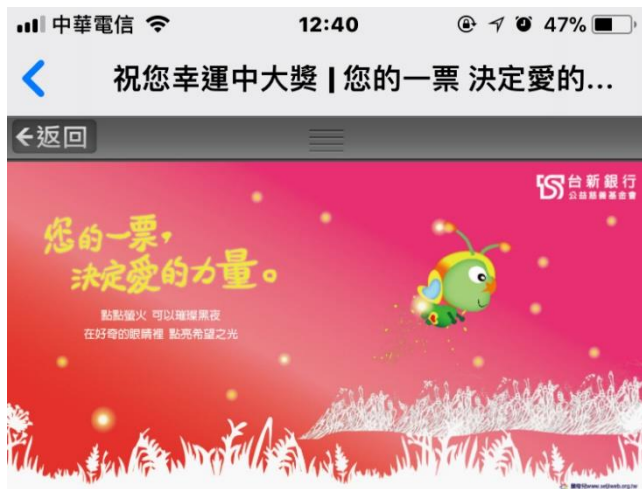 中華電信
12:40
47%
祝您幸運中大獎 | 您的一票 決定愛的...
返回
台新銀行
公益慈善基金會
您的一票,
決定愛的力量。
點點螢火 可以璀璨黑夜
在好奇的眼睛裡 點亮希望之光